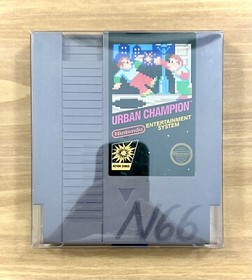 URBAN CHAMPION
Nintendo
ENTERTAINMENT
SYSTEM
N66